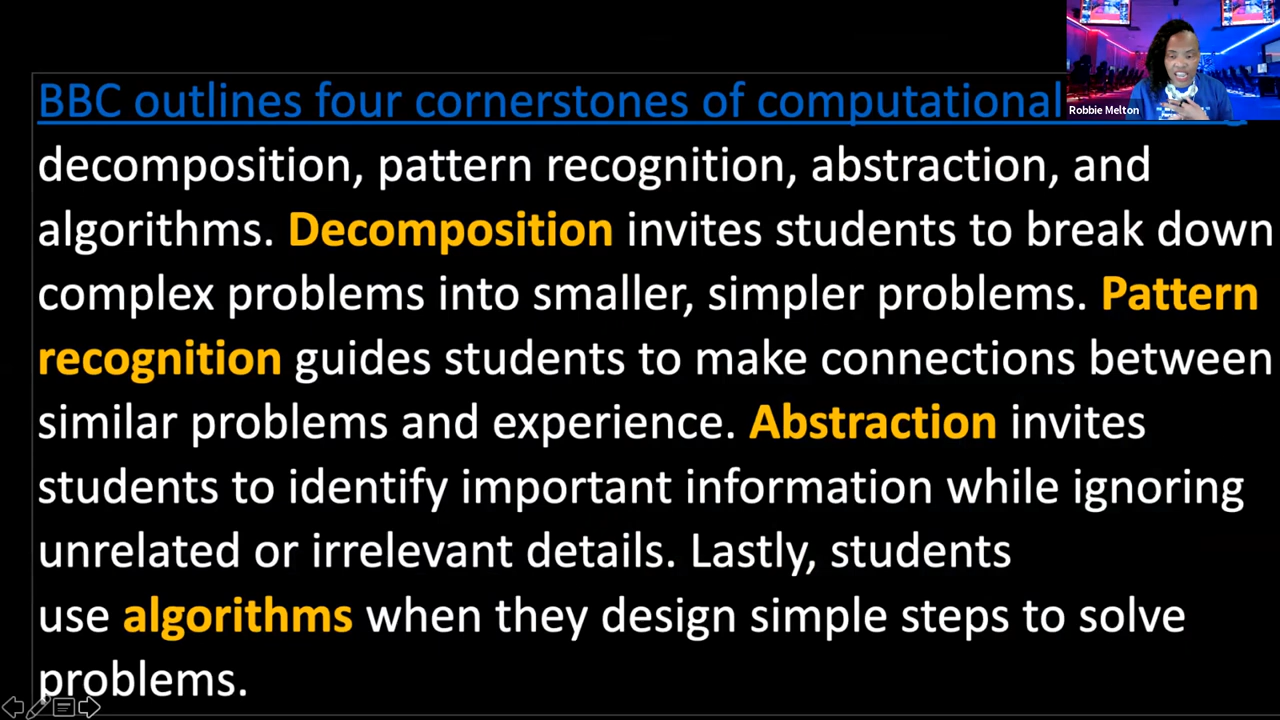 BBC outlines four cornerstones of computational
Robbie Melton
decomposition, pattern recognition, abstraction, and
algorithms. Decomposition invites students to break down
complex problems into smaller, simpler problems. Pattern
recognition guides students to make connections between
similar problems and experience. Abstraction invites
students to identify important information while ignoring
unrelated or irrelevant details. Lastly, students
use algorithms when they design simple steps to solve
problems.